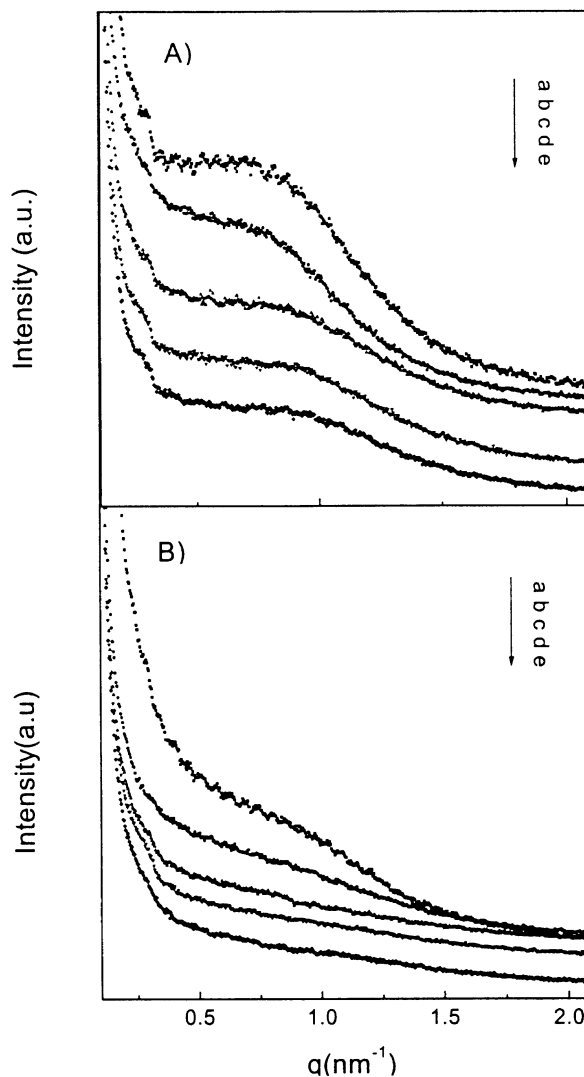 A)
a b c d e
Intensity (a.u.)
B)
a b c d e
Intensity(a.u)
0.5 1.0 1.5 2.0
q(nm⁻¹)